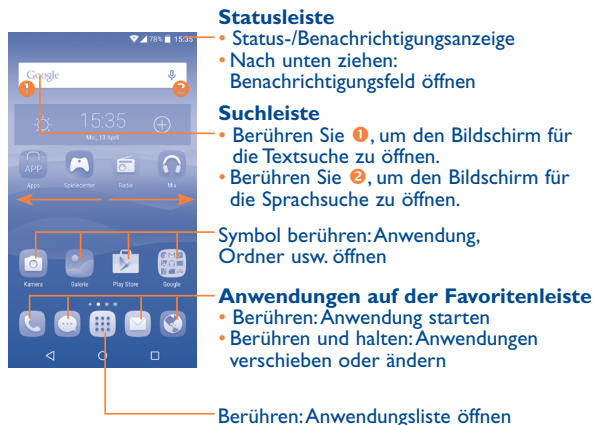 Statusleiste
• Status-/Benachrichtigungsanzeige
• Nach unten ziehen:
Benachrichtigungsfeld öffnen
Suchleiste
• Berühren Sie ❶, um den Bildschirm für
die Textsuche zu öffnen.
• Berühren Sie ❷, um den Bildschirm für
die Sprachsuche zu öffnen.
Symbol berühren: Anwendung,
Ordner usw. öffnen
Anwendungen auf der Favoritenleiste
• Berühren: Anwendung starten
• Berühren und halten: Anwendungen
verschieben oder ändern
Berühren: Anwendungsliste öffnen
78% 15:35
Google
❶ ❷
15:35
Mo., 13 April
APP
Apps Spielecenter Radio Mix
Kamera Galerie Play Store Google